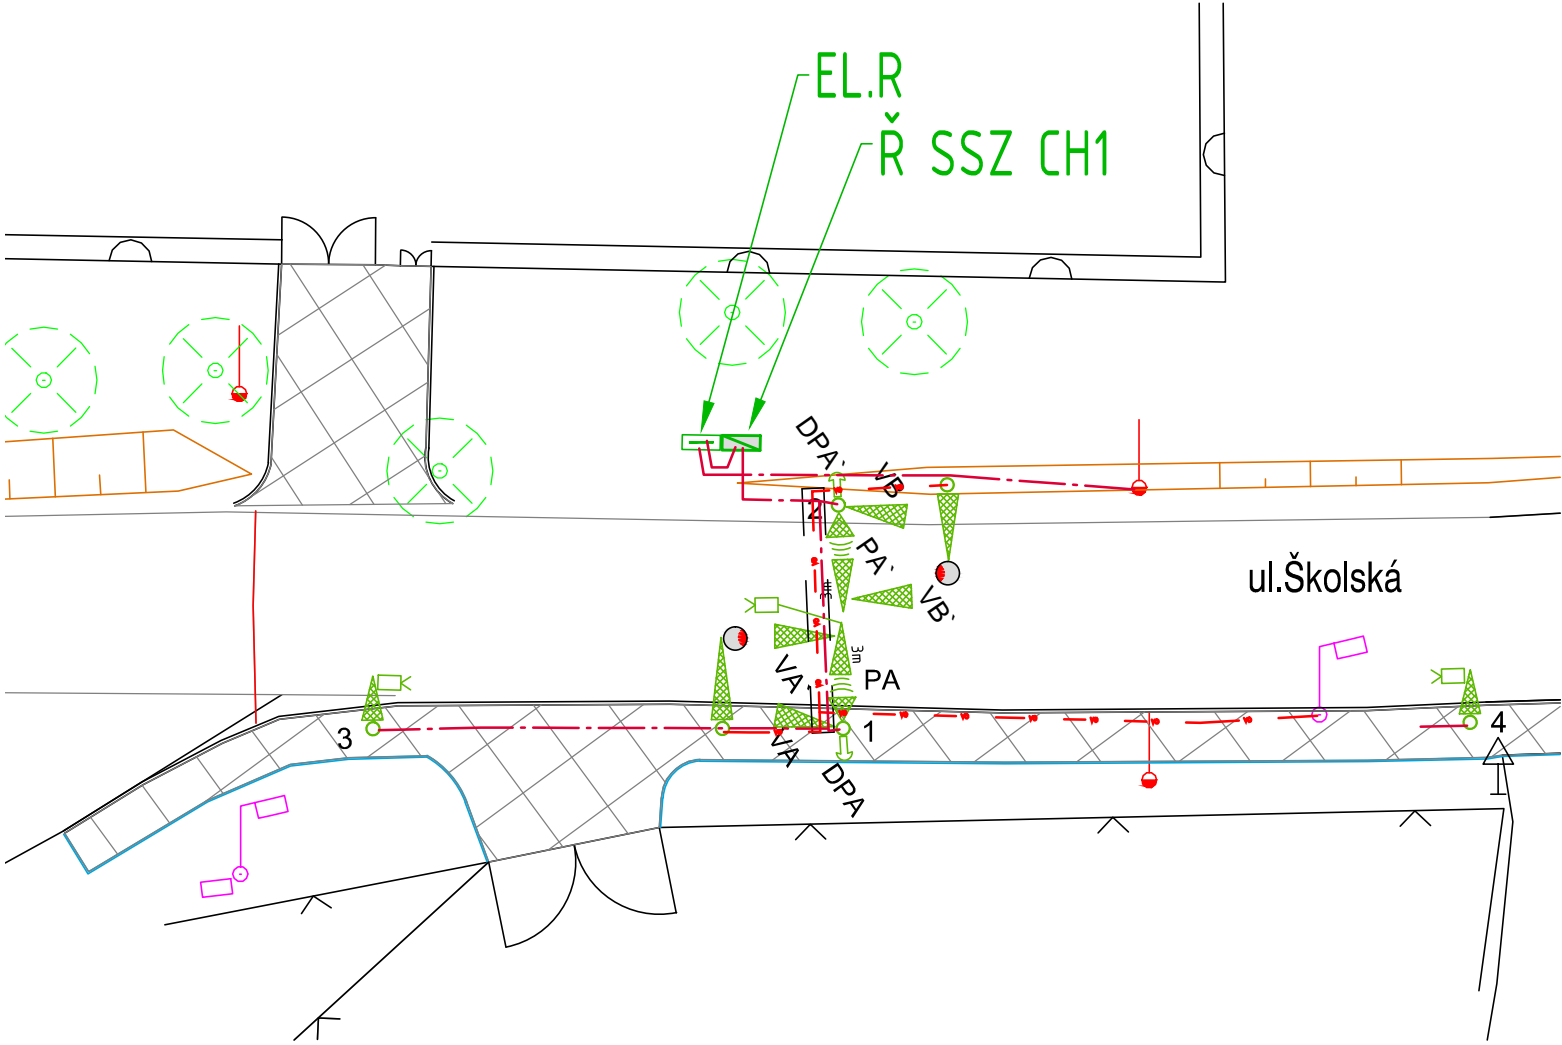 EL.R
Ř SSZ CH1
DPA`
VB
2
PA`
ul.Školská
VB`
3m
VA
PA
3
VA
1
4
DPA